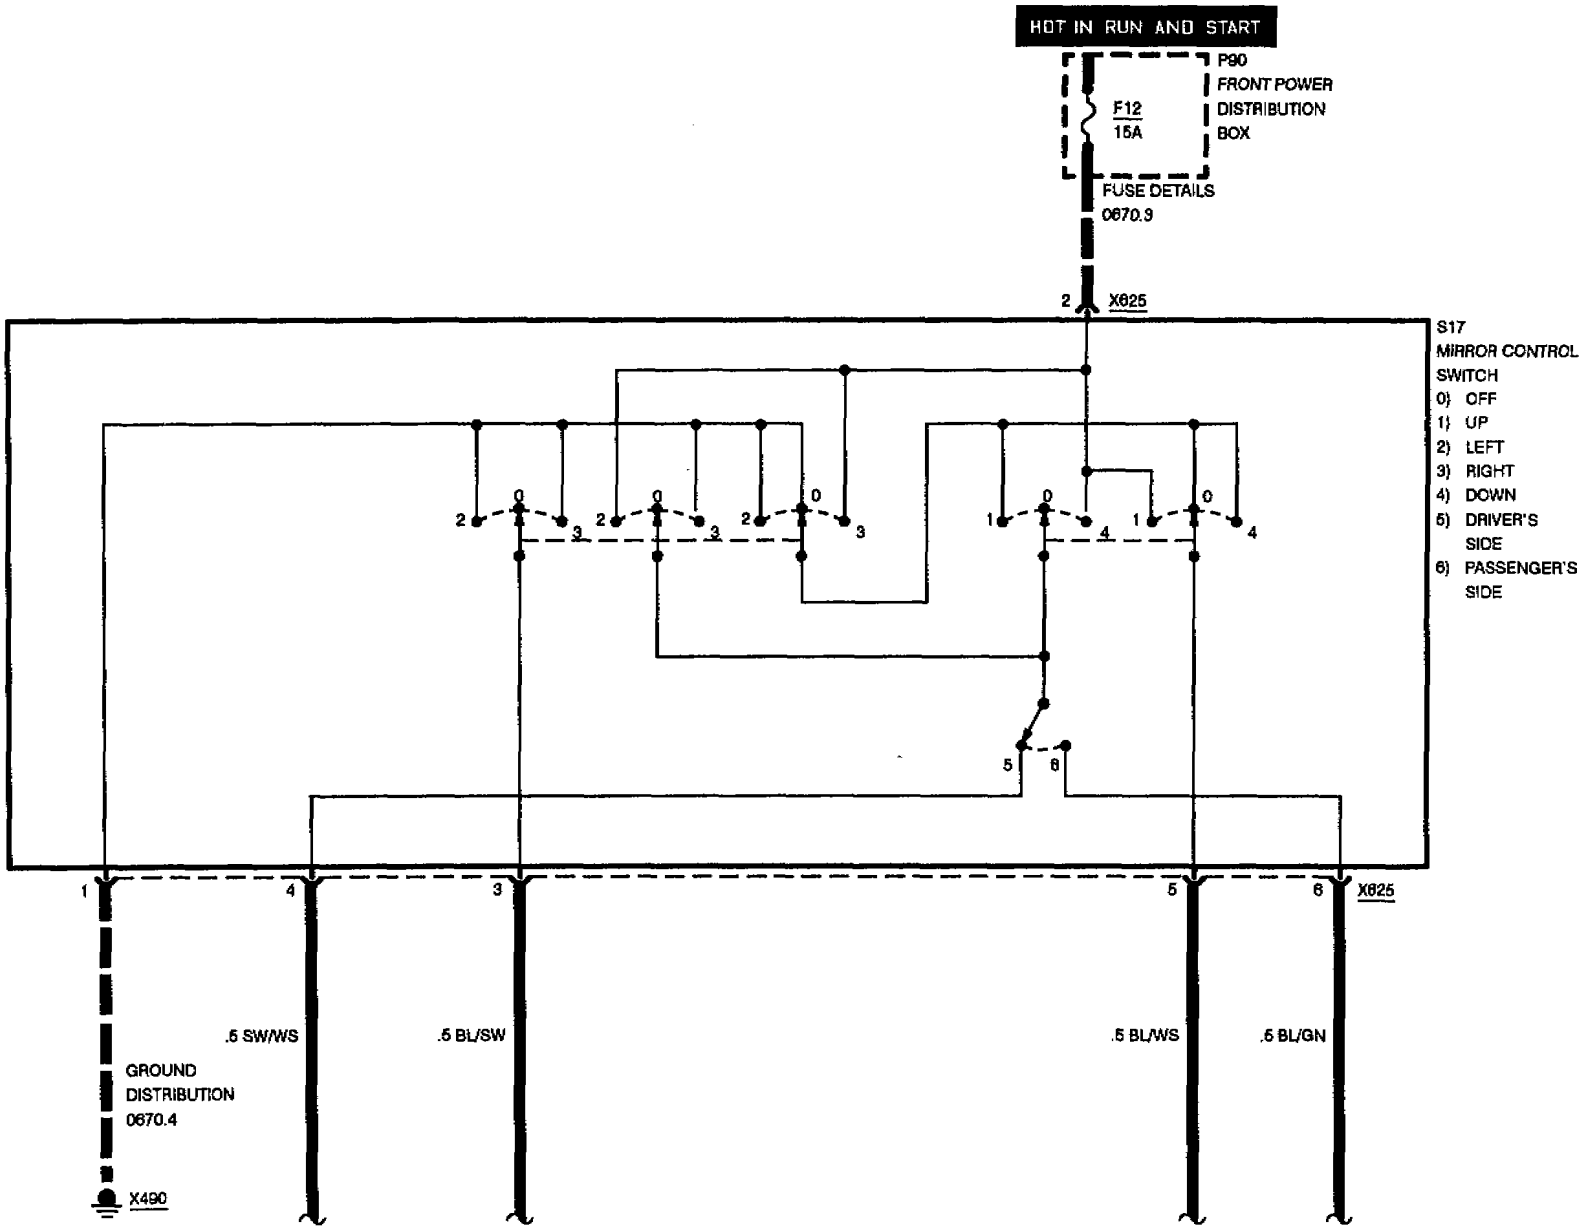 HOT IN RUN AND START
P90
FRONT POWER
DISTRIBUTION
BOX
F12
15A
FUSE DETAILS
0670.3
2 X625
S17
MIRROR CONTROL
SWITCH
0) OFF
1) UP
2) LEFT
3) RIGHT
4) DOWN
5) DRIVER'S
SIDE
6) PASSENGER'S
SIDE
0 0 0 0 0
2 3 2 3 2 3 1 4 1 4
5 6
1 4 3 5 6 X625
.5 SW/WS .5 BL/SW .5 BL/WS .5 BL/GN
GROUND
DISTRIBUTION
0670.4
X490